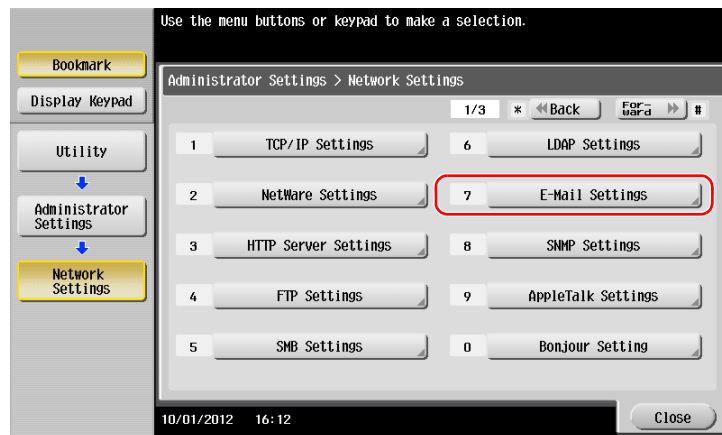 Use the menu buttons or keypad to make a selection.
Bookmark
Display Keypad
Utility
Administrator
Settings
Network
Settings
Administrator Settings > Network Settings
1/3 * Back For-
ward #
1 TCP/IP Settings
6 LDAP Settings
2 NetWare Settings
7 E-Mail Settings
3 HTTP Server Settings
8 SNMP Settings
4 FTP Settings
9 AppleTalk Settings
5 SMB Settings
0 Bonjour Setting
10/01/2012 16:12
Close